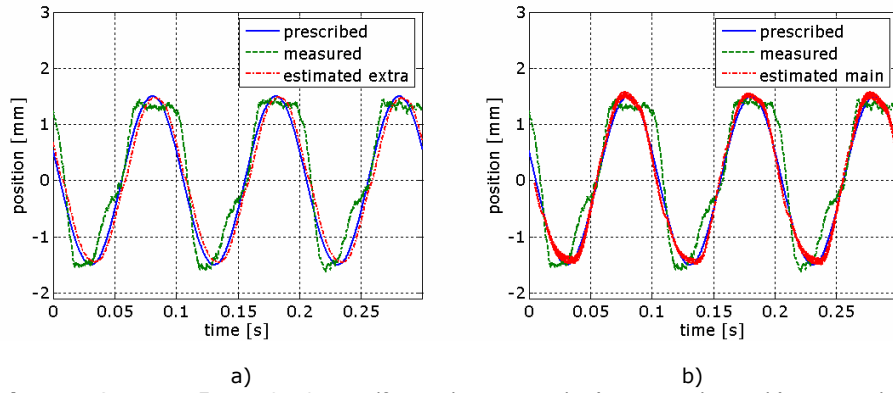 3
2
1
0
-1
-2
position [mm]
0
0.05
0.1
0.15
0.2
0.25
time [s]
prescribed
measured
estimated extra
a)
3
2
1
0
-1
-2
position [mm]
0
0.05
0.1
0.15
0.2
0.25
time [s]
prescribed
measured
estimated main
b)